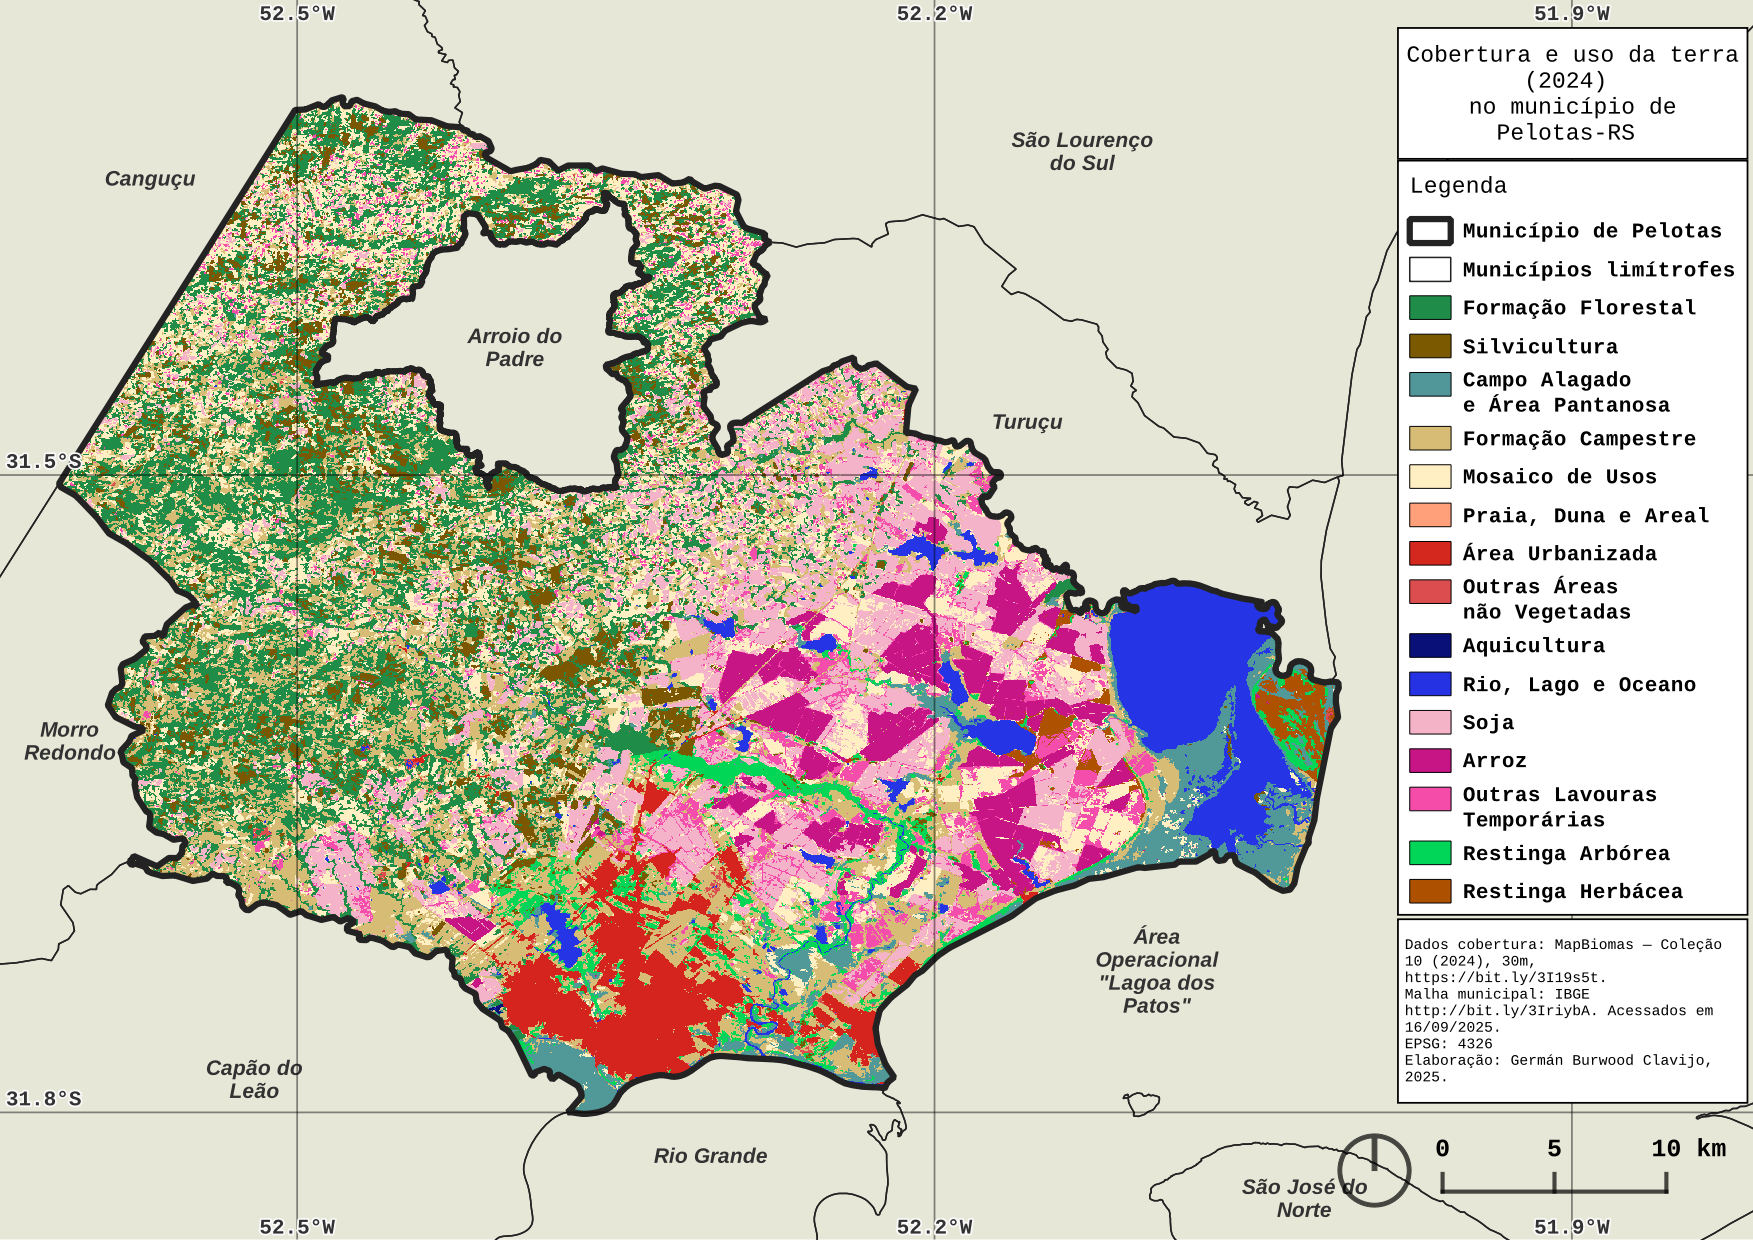 52.5°W
52.2°W
51.9°W
Cobertura e uso da terra
(2024)
no município de
Pelotas-RS
São Lourenço
do Sul
Canguçu
Legenda
Município de Pelotas
Municípios limítrofes
Formação Florestal
Silvicultura
Campo Alagado
e Área Pantanosa
Formação Campestre
Mosaico de Usos
Praia, Duna e Areal
Área Urbanizada
Outras Áreas
não Vegetadas
Aquicultura
Rio, Lago e Oceano
Soja
Arroz
Outras Lavouras
Temporárias
Restinga Arbórea
Restinga Herbácea
Arroio do
Padre
Turuçu
31.5°S
Morro
Redondo
Área
Operacional
"Lagoa dos
Patos"
Dados cobertura: MapBiomas — Coleção
10 (2024), 30m,
https://bit.ly/3I19s5t.
Malha municipal: IBGE
http://bit.ly/3IriybA. Acessados em
16/09/2025.
EPSG: 4326
Elaboração: Germán Burwood Clavijo,
2025.
Capão do
Leão
31.8°S
Rio Grande
São José do
Norte
0 5 10 km
52.5°W
52.2°W
51.9°W